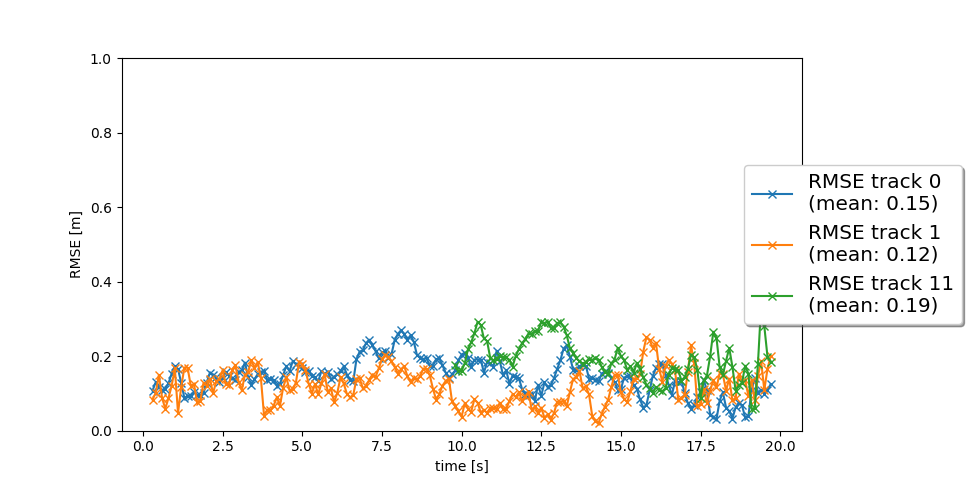 1.0
0.8
0.6
0.4
0.2
0.0
RMSE [m]
0.0 2.5 5.0 7.5 10.0 12.5 15.0 17.5 20.0
time [s]
RMSE track 0
(mean: 0.15)
RMSE track 1
(mean: 0.12)
RMSE track 11
(mean: 0.19)